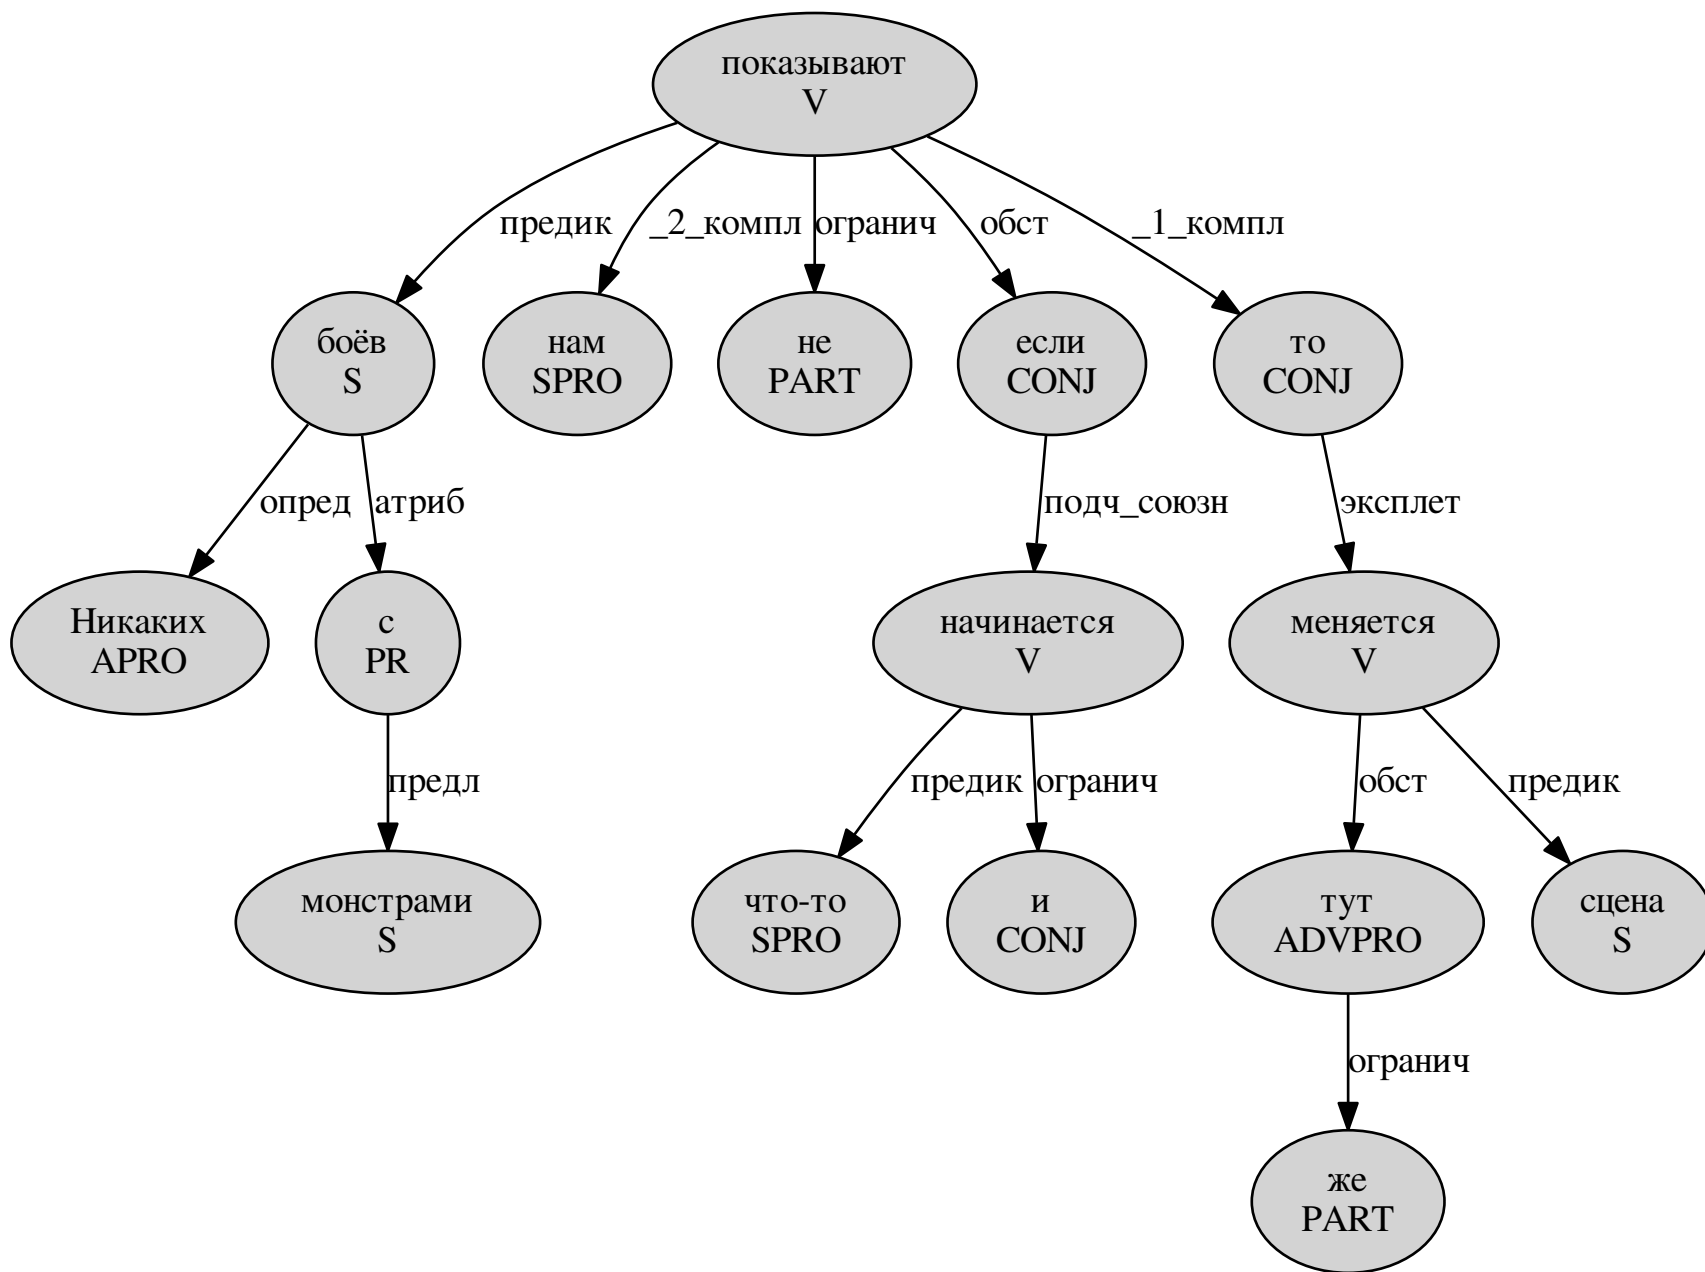 показывают
V
предик
_2_компл
огранич
обст
_1_компл
боёв
S
нам
SPRO
не
PART
если
CONJ
то
CONJ
опред
атриб
подч_союзн
эксплет
Никаких
APRO
с
PR
начинается
V
меняется
V
предл
предик
огранич
обст
предик
монстрами
S
что-то
SPRO
и
CONJ
тут
ADVPRO
сцена
S
огранич
же
PART